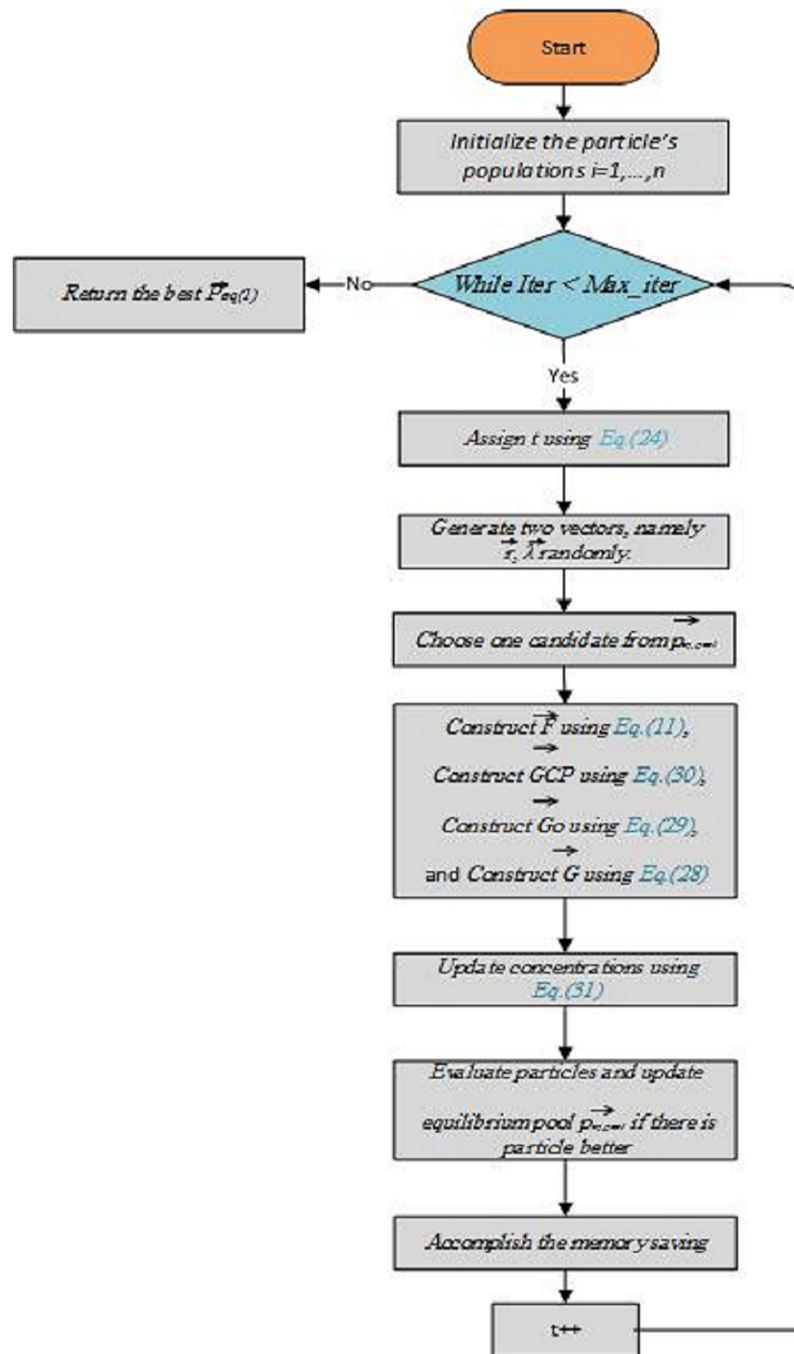 Start
Initialize the particle's
populations i=1,...,n
While Iter < Max_iter
No
Return the best P⃗eq(1)
Yes
Assign t using Eq.(24)
Generate two vectors, namely
r⃗, λ⃗ randomly.
Choose one candidate from
Construct F⃗ using Eq.(11),
Construct GCP using Eq.(30),
Construct Go using Eq.(29),
and Construct G using Eq.(28)
Update concentrations using
Eq.(31)
Evaluate particles and update
equilibrium pool if there is
particle better
Accomplish the memory saving
t++